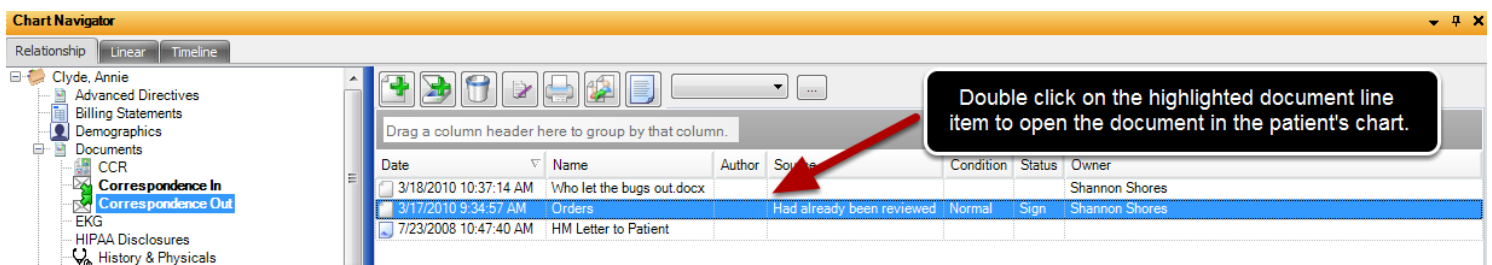 Chart Navigator
Relationship Linear Timeline
Clyde, Annie
Advanced Directives
Billing Statements
Demographics
Documents
CCR
Correspondence In
Correspondence Out
EKG
HIPAA Disclosures
History & Physicals
...
Double click on the highlighted document line
item to open the document in the patient's chart.
Drag a column header here to group by that column.
Date Name Author Source Condition Status Owner
3/18/2010 10:37:14 AM Who let the bugs out.docx Shannon Shores
3/17/2010 9:34:57 AM Orders Had already been reviewed Normal Sign Shannon Shores
7/23/2008 10:47:40 AM HM Letter to Patient